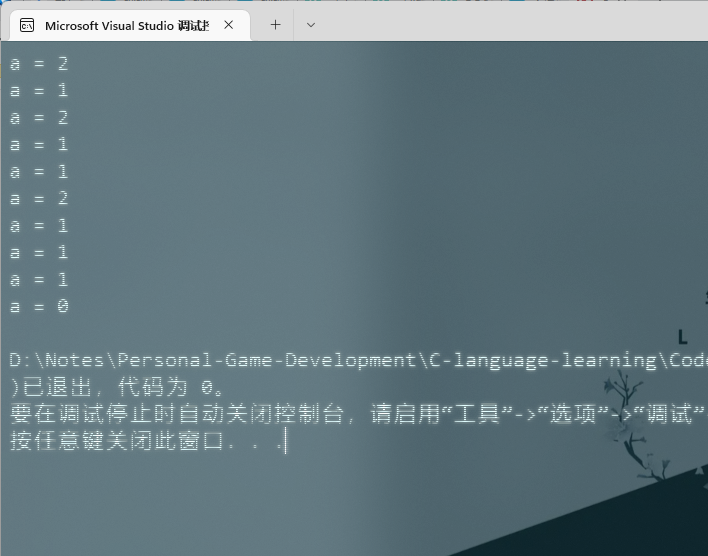 Microsoft Visual Studio 调试
a = 2
a = 1
a = 2
a = 1
a = 1
a = 2
a = 1
a = 1
a = 1
a = 0
D:\Notes\Personal-Game-Development\C-language-learning\Code
)已退出，代码为 0。
要在调试停止时自动关闭控制台，请启用“工具”->“选项”->“调试”
按任意键关闭此窗口. . .
L